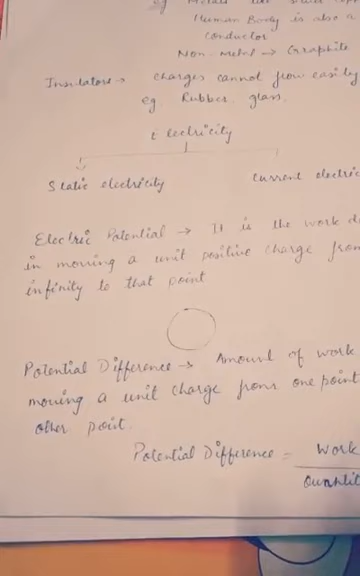 eg Metals
Human Body is also a
conductor
Non-Metal → Graphite
Insulators → charges cannot flow easily
eg Rubber, glass,
Electricity
Static electricity current electric
Electric Potential → It is the work d
in moving a unit positive charge from
infinity to that point
Potential Difference → Amount of work
moving a unit charge from one point
other point.
Potential Difference = Work
Quantit